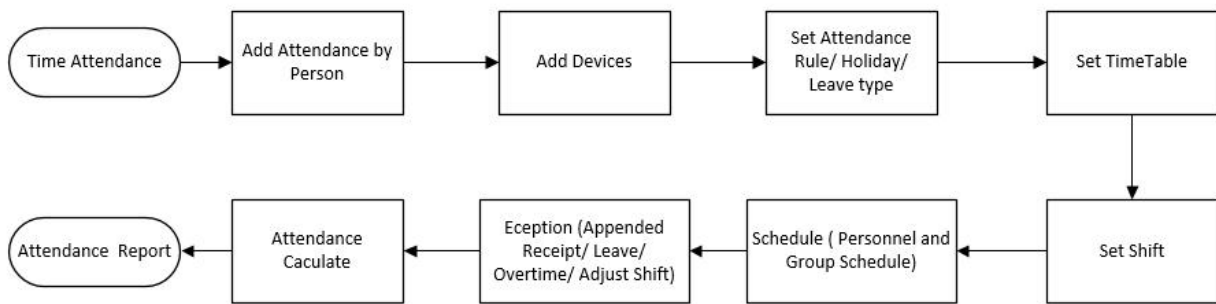 Time Attendance
Add Attendance by
Person
Add Devices
Set Attendance
Rule/ Holiday/
Leave type
Set TimeTable
Set Shift
Schedule ( Personnel and
Group Schedule)
Eception (Appended
Receipt/ Leave/
Overtime/ Adjust Shift)
Attendance
Caculate
Attendance  Report